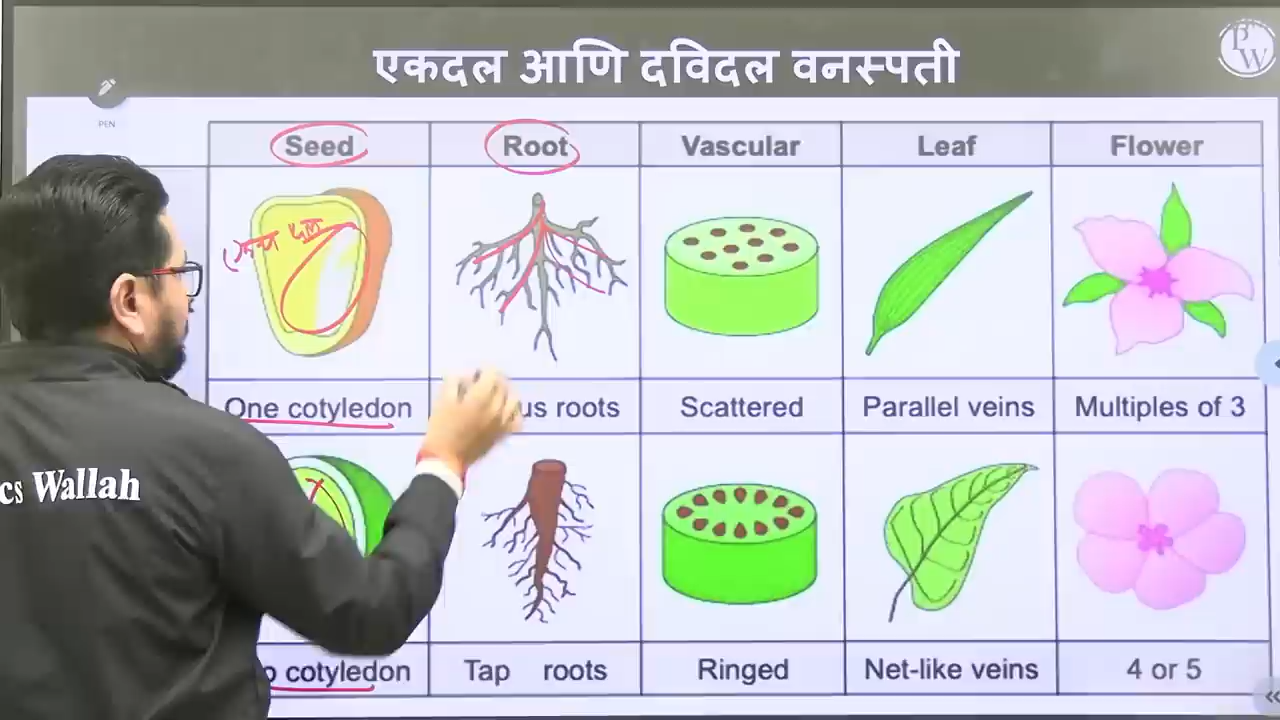 एकदल आणि दविदल वनस्पती
PW
PEN
Seed Root Vascular Leaf Flower
One cotyledon us roots Scattered Parallel veins Multiples of 3
cs Wallah
o cotyledon Tap roots Ringed Net-like veins 4 or 5